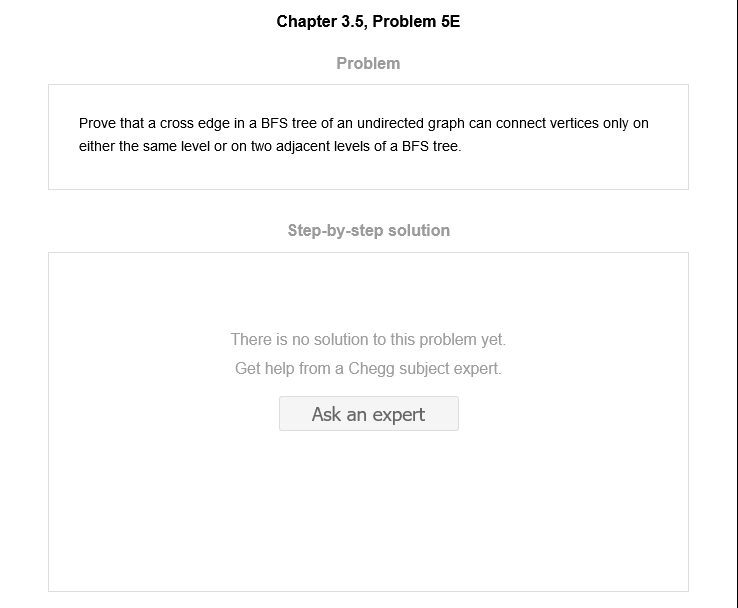 Chapter 3.5, Problem 5E
Problem
Prove that a cross edge in a BFS tree of an undirected graph can connect vertices only on
either the same level or on two adjacent levels of a BFS tree.
Step-by-step solution
There is no solution to this problem yet.
Get help from a Chegg subject expert.
Ask an expert